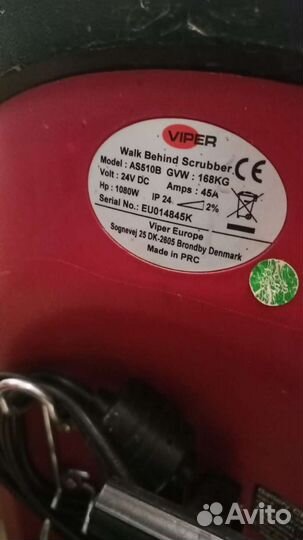 VIPER
Walk Behind Scrubber
Model : AS510B GVW : 168KG
Volt : 24V DC Amps : 45A
Hp : 1080W IP 24 2%
Serial No.: EU014845K
Viper Europe
Sognevej 25 DK-2605 Brondby Denmark
Made in PRC
Avito